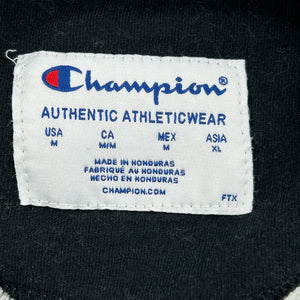 Champion®
AUTHENTIC ATHLETICWEAR
USA CA MEX ASIA
M M/M M XL
MADE IN HONDURAS
FABRIQUÉ AU HONDURAS
HECHO EN HONDURAS
CHAMPION.COM
FTX